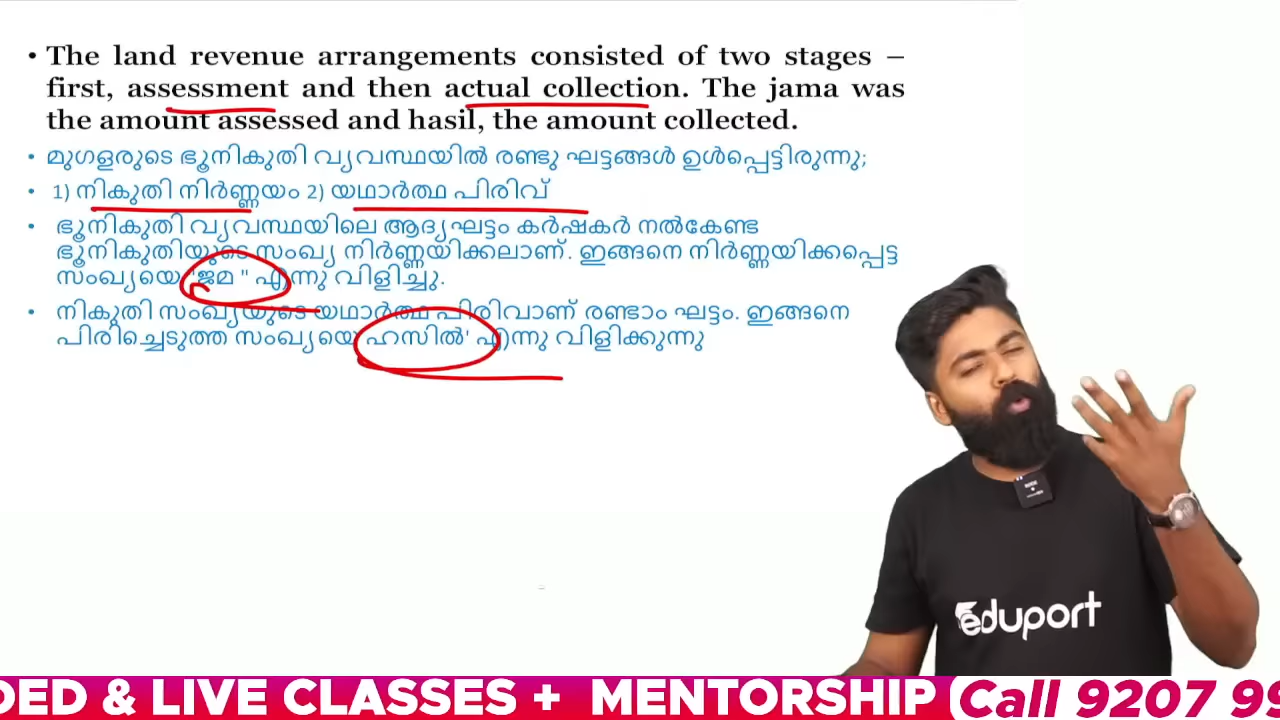 • The land revenue arrangements consisted of two stages –
first, assessment and then actual collection. The jama was
the amount assessed and hasil, the amount collected.
• മുഗളരുടെ ഭൂനികുതി വ്യവസ്ഥയിൽ രണ്ടു ഘട്ടങ്ങൾ ഉൾപ്പെട്ടിരുന്നു;
• 1) നികുതി നിർണ്ണയം 2) യഥാർത്ഥ പിരിവ്
• ഭൂനികുതി വ്യവസ്ഥയിലെ ആദ്യഘട്ടം കർഷകർ നൽകേണ്ട
ഭൂനികുതിയുടെ സംഖ്യ നിർണ്ണയിക്കലാണ്. ഇങ്ങനെ നിർണ്ണയിക്കപ്പെട്ട
സംഖ്യയെ 'ജമ " എന്നു വിളിച്ചു.
• നികുതി സംഖ്യയുടെ യഥാർത്ഥ പിരിവാണ് രണ്ടാം ഘട്ടം. ഇങ്ങനെ
പിരിച്ചെടുത്ത സംഖ്യയെ ഹസിൽ' എന്നു വിളിക്കുന്നു
eduport
DED & LIVE CLASSES + MENTORSHIP (Call 9207 99